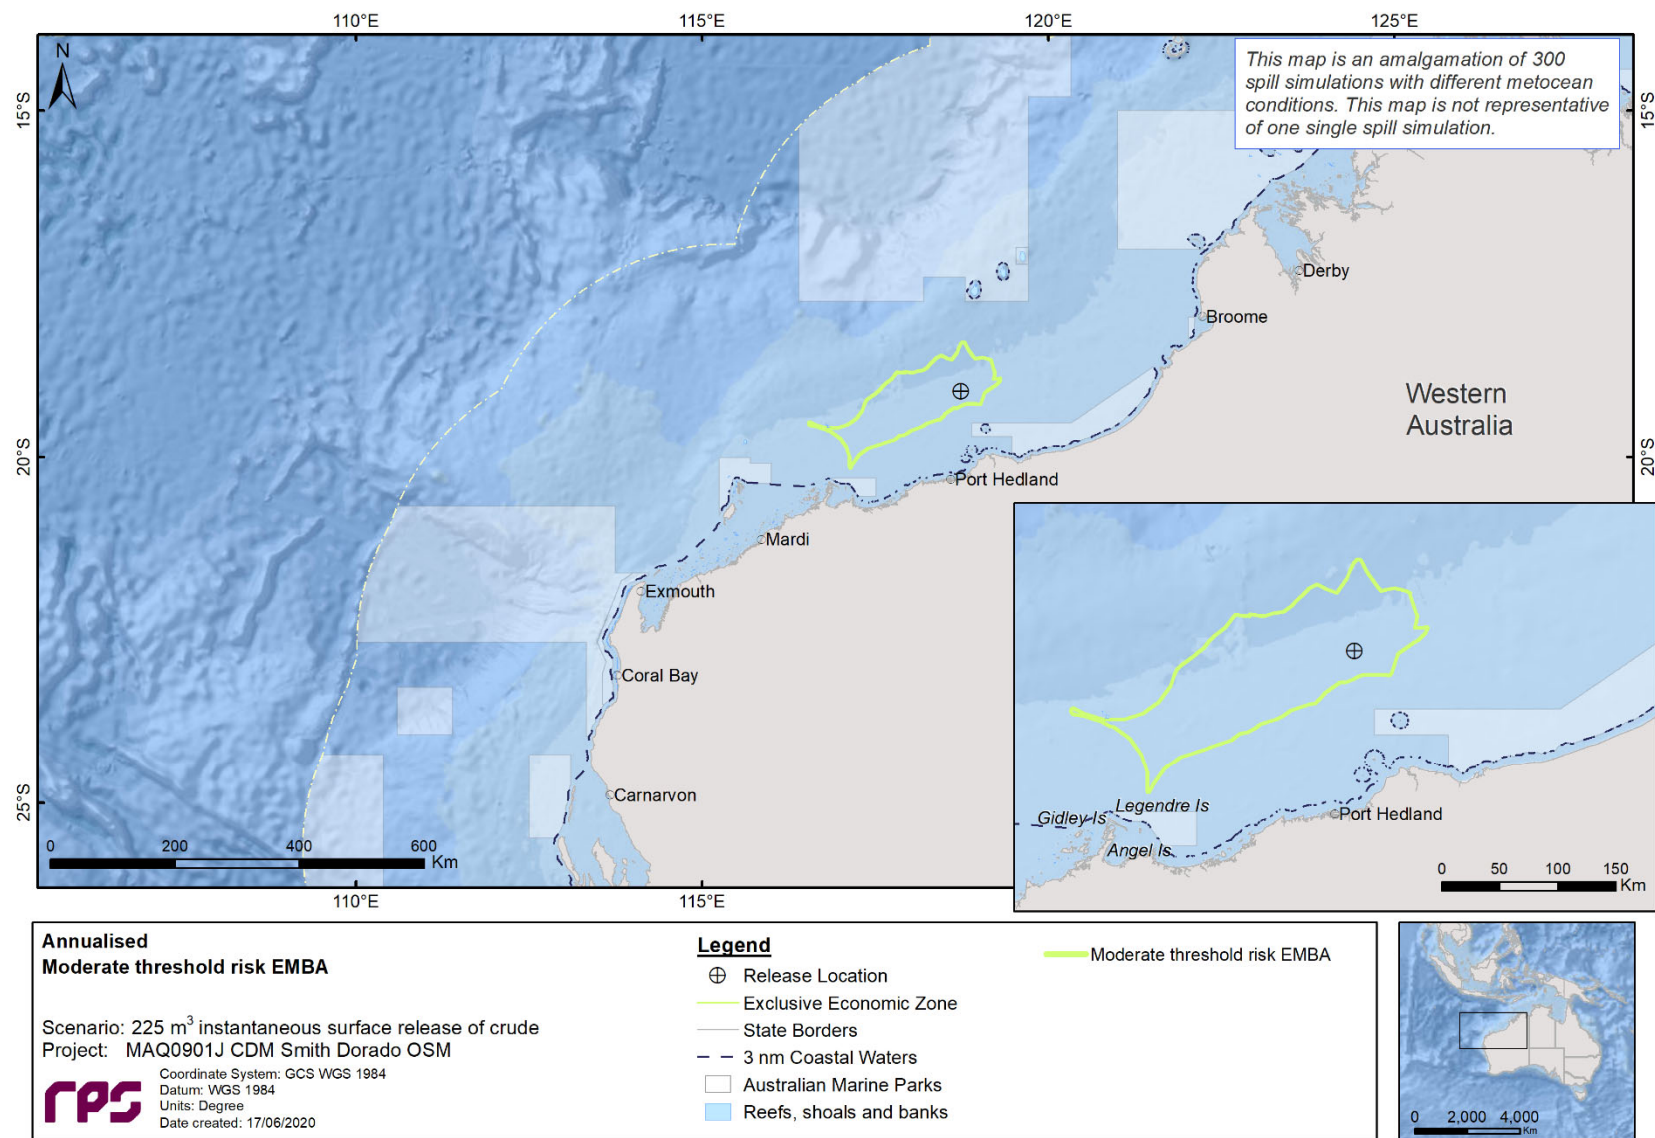 110°E
115°E
120°E
125°E
N
This map is an amalgamation of 300
spill simulations with different metocean
conditions. This map is not representative
of one single spill simulation.
15°S
15°S
Derby
Broome
Western
Australia
20°S
20°S
Port Hedland
Mardi
Exmouth
Coral Bay
Carnarvon
25°S
0 200 400 600
Km
110°E
115°E
Legendre Is
Gidley Is
Port Hedland
Angel Is
0 50 100 150
Km
Annualised
Moderate threshold risk EMBA
Scenario: 225 m³ instantaneous surface release of crude
Project: MAQ0901J CDM Smith Dorado OSM
rps
Coordinate System: GCS WGS 1984
Datum: WGS 1984
Units: Degree
Date created: 17/06/2020
Legend
Release Location
Exclusive Economic Zone
State Borders
3 nm Coastal Waters
Australian Marine Parks
Reefs, shoals and banks
Moderate threshold risk EMBA
0 2,000 4,000
Km